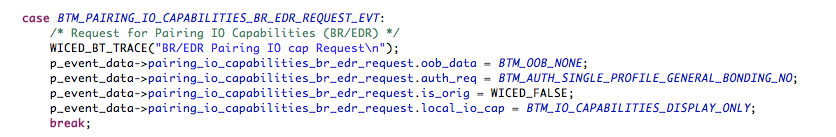 case BTM_PAIRING_IO_CAPABILITIES_BR_EDR_REQUEST_EVT:
/* Request for Pairing IO Capabilities (BR/EDR) */
WICED_BT_TRACE("BR/EDR Pairing IO cap Request\n");
p_event_data->pairing_io_capabilities_br_edr_request.oob_data = BTM_OOB_NONE;
p_event_data->pairing_io_capabilities_br_edr_request.auth_req = BTM_AUTH_SINGLE_PROFILE_GENERAL_BONDING_NO;
p_event_data->pairing_io_capabilities_br_edr_request.is_orig = WICED_FALSE;
p_event_data->pairing_io_capabilities_br_edr_request.local_io_cap = BTM_IO_CAPABILITIES_DISPLAY_ONLY;
break;